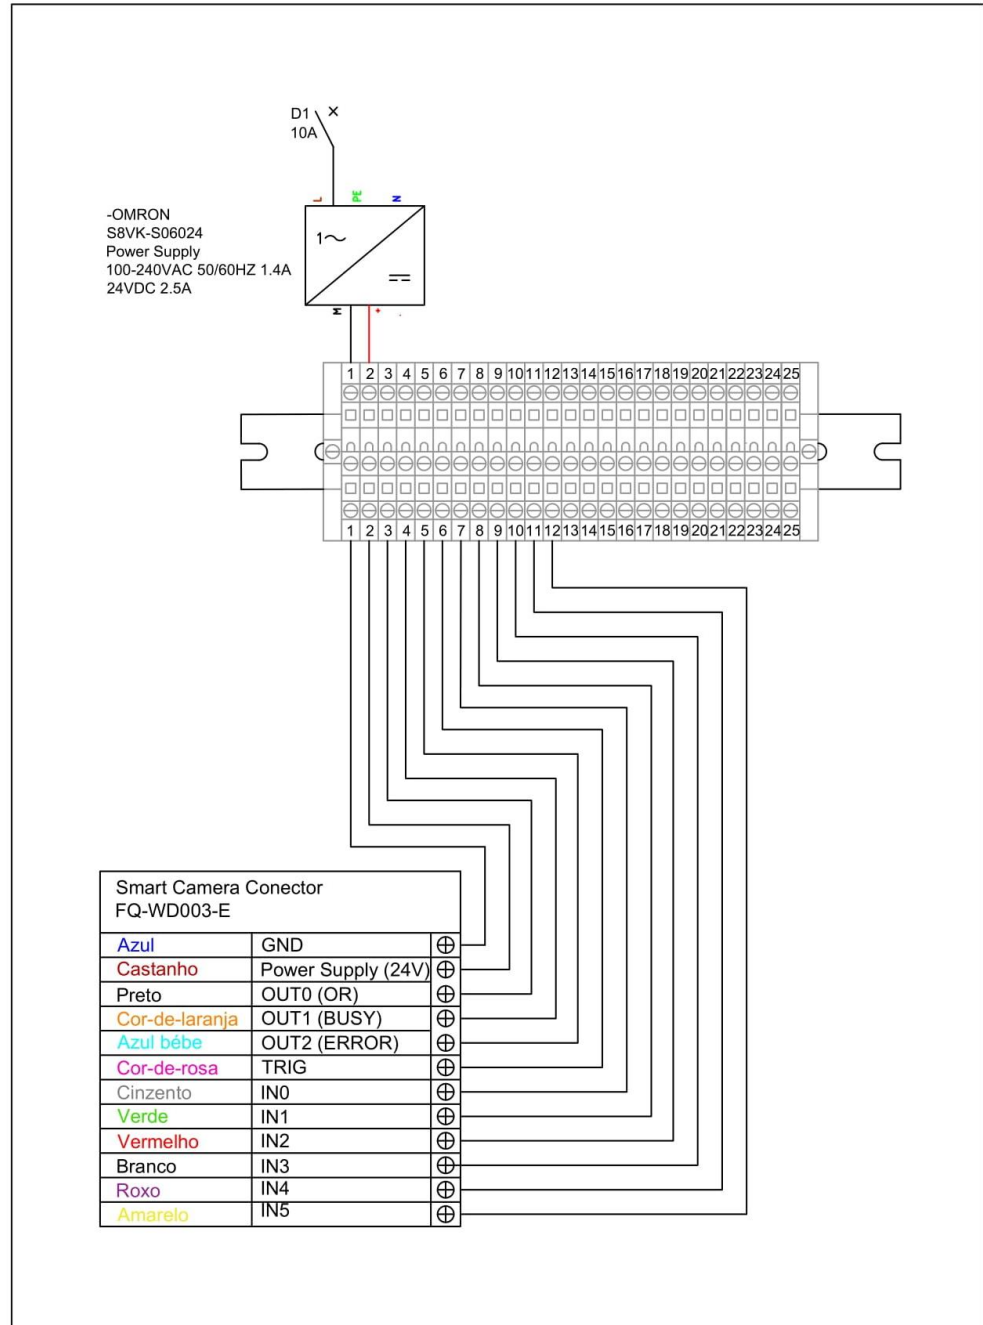 D1
10A
L PE N
-OMRON
S8VK-S06024
Power Supply
100-240VAC 50/60HZ 1.4A
24VDC 2.5A
1~
M + -
1 2 3 4 5 6 7 8 9 10 11 12 13 14 15 16 17 18 19 20 21 22 23 24 25
1 2 3 4 5 6 7 8 9 10 11 12 13 14 15 16 17 18 19 20 21 22 23 24 25
Smart Camera Conector
FQ-WD003-E
Azul GND
Castanho Power Supply (24V)
Preto OUT0 (OR)
Cor-de-laranja OUT1 (BUSY)
Azul bébe OUT2 (ERROR)
Cor-de-rosa TRIG
Cinzento IN0
Verde IN1
Vermelho IN2
Branco IN3
Roxo IN4
Amarelo IN5